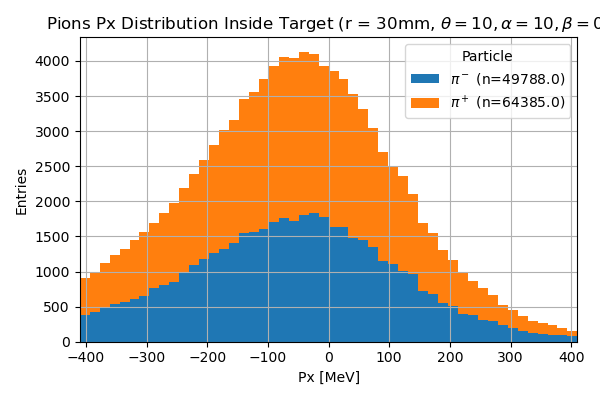 Pions Px Distribution Inside Target (r = 30mm, θ = 10, α = 10, β = 0
Particle
π⁻ (n=49788.0)
π⁺ (n=64385.0)
Entries
4000
3500
3000
2500
2000
1500
1000
500
0
−400 −300 −200 −100 0 100 200 300 400
Px [MeV]